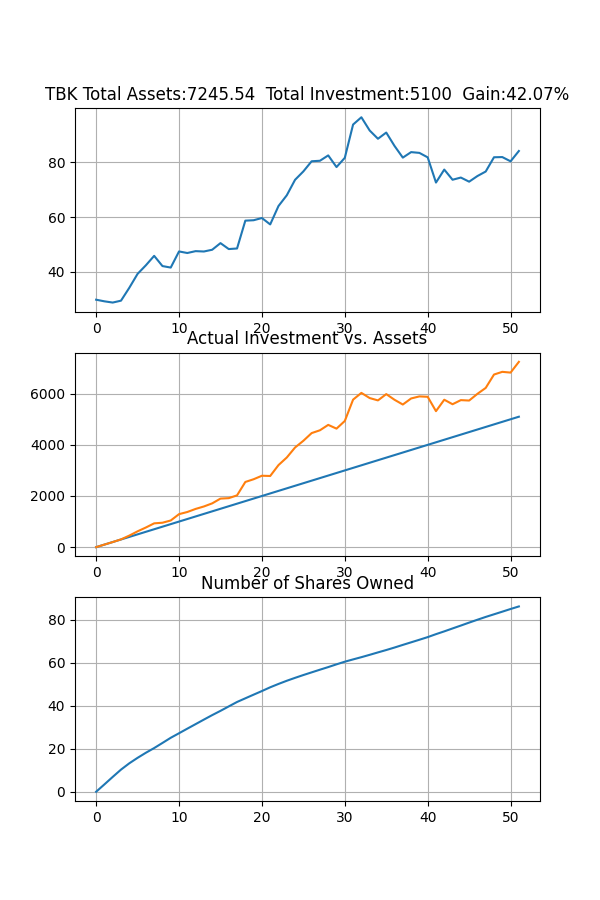 TBK Total Assets:7245.54  Total Investment:5100  Gain:42.07%
80
60
40
0 10 20 30 40 50
Actual Investment vs. Assets
6000
4000
2000
0
0 10 20 30 40 50
Number of Shares Owned
80
60
40
20
0
0 10 20 30 40 50